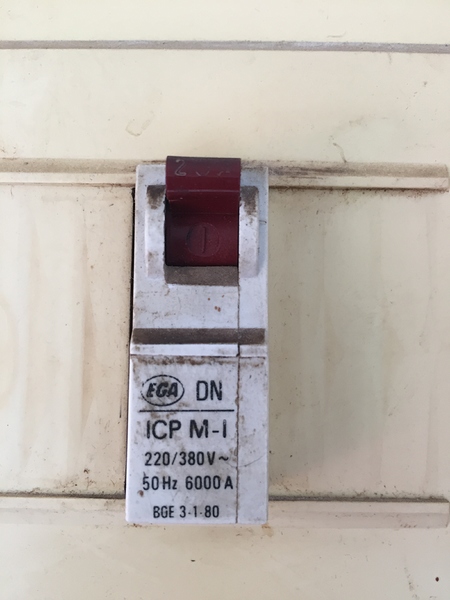 EGA DN
ICP M-I
220/380V~
50Hz 6000A
BGE 3-1-80